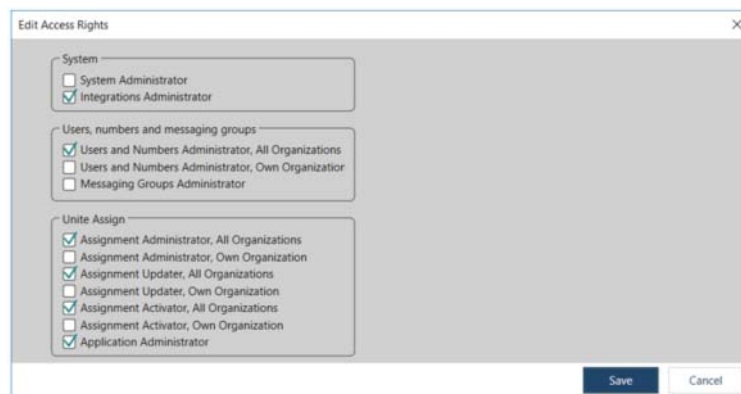 Edit Access Rights
System
System Administrator
Integrations Administrator
Users, numbers and messaging groups
Users and Numbers Administrator, All Organizations
Users and Numbers Administrator, Own Organizatior
Messaging Groups Administrator
Unite Assign
Assignment Administrator, All Organizations
Assignment Administrator, Own Organization
Assignment Updater, All Organizations
Assignment Updater, Own Organization
Assignment Activator, All Organizations
Assignment Activator, Own Organization
Application Administrator
Save Cancel